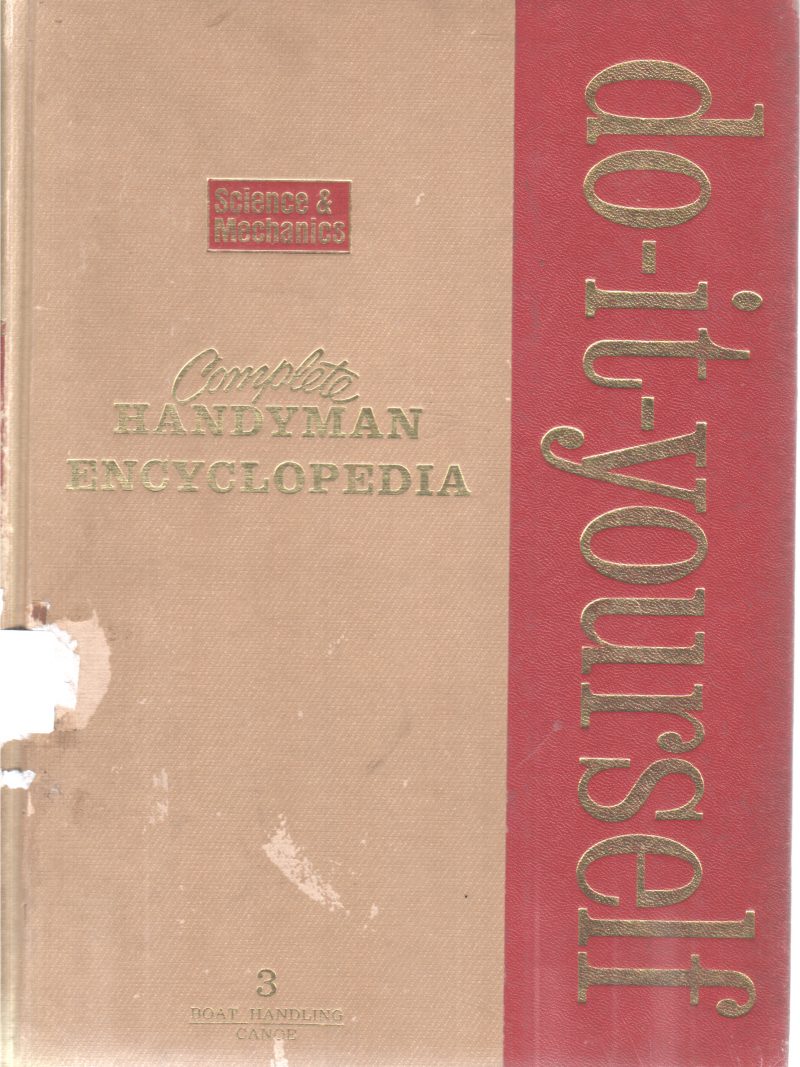 Science &
Mechanics
Complete
HANDYMAN
ENCYCLOPEDIA
3
BOAT HANDLING
CANOE
do-it-yourself